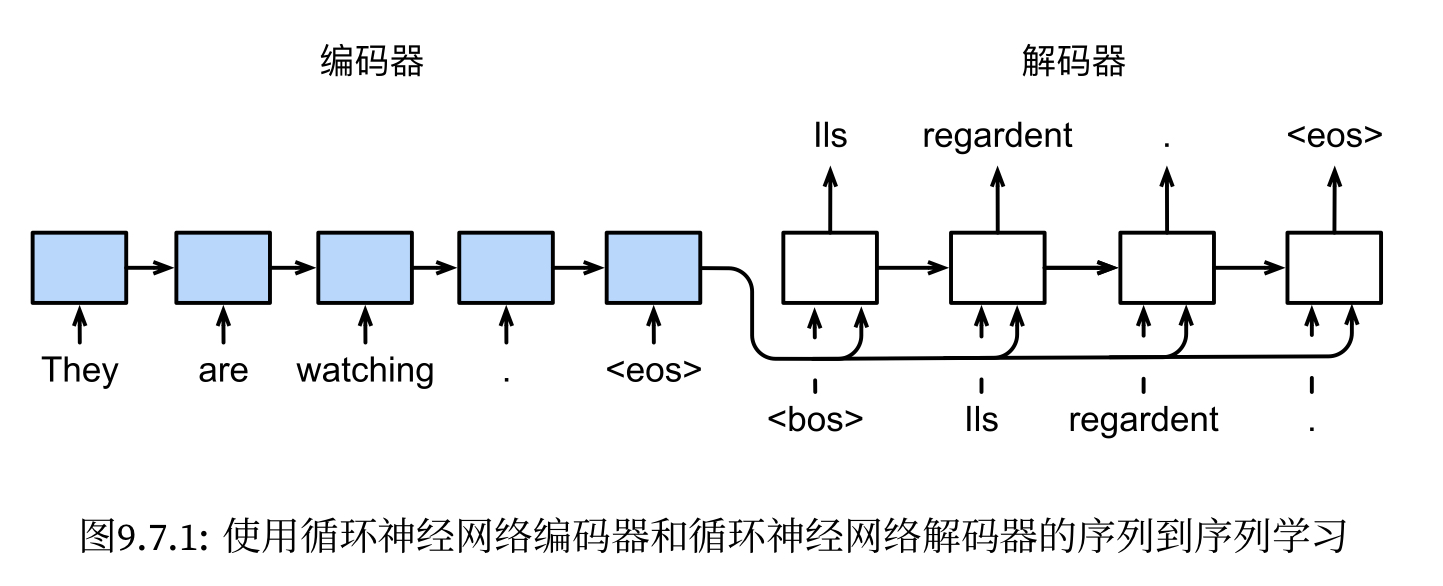 编码器 解码器
Ils regardent . <eos>
They are watching . <eos>
<bos> Ils regardent .
图9.7.1: 使用循环神经网络编码器和循环神经网络解码器的序列到序列学习